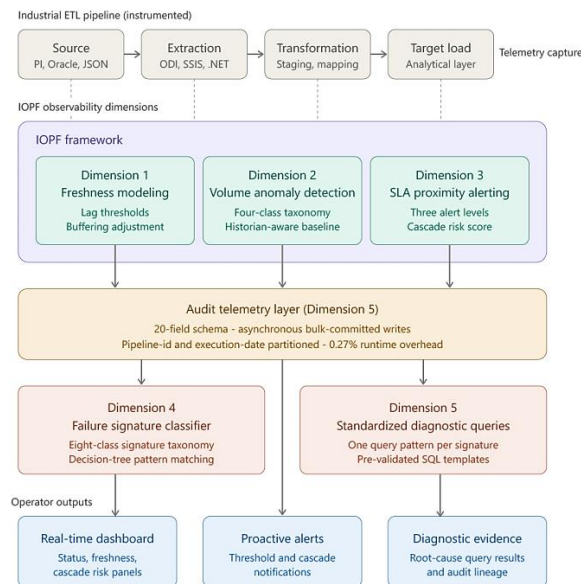 Industrial ETL pipeline (instrumented)
Source
PI, Oracle, JSON
Extraction
ODI, SSIS, .NET
Transformation
Staging, mapping
Target load
Analytical layer
Telemetry capture
IOPF observability dimensions
IOPF framework
Dimension 1
Freshness modeling
Lag thresholds
Buffering adjustment
Dimension 2
Volume anomaly detection
Four-class taxonomy
Historian-aware baseline
Dimension 3
SLA proximity alerting
Three alert levels
Cascade risk score
Audit telemetry layer (Dimension 5)
20-field schema - asynchronous bulk-committed writes
Pipeline-id and execution-date partitioned - 0.27% runtime overhead
Dimension 4
Failure signature classifier
Eight-class signature taxonomy
Decision-tree pattern matching
Dimension 5
Standardized diagnostic queries
One query pattern per signature
Pre-validated SQL templates
Operator outputs
Real-time dashboard
Status, freshness,
cascade risk panels
Proactive alerts
Threshold and cascade
notifications
Diagnostic evidence
Root-cause query results
and audit lineage